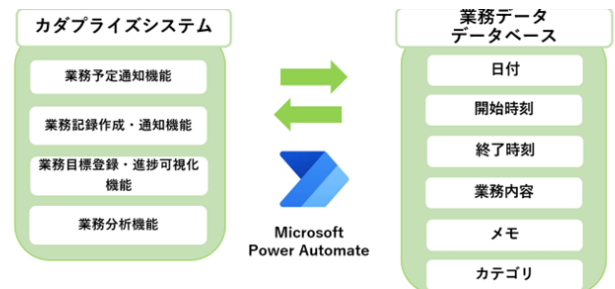 カダプライズシステム
業務予定通知機能
業務記録作成・通知機能
業務目標登録・進捗可視化
機能
業務分析機能
Microsoft
Power Automate
業務データ
データベース
日付
開始時刻
終了時刻
業務内容
メモ
カテゴリ